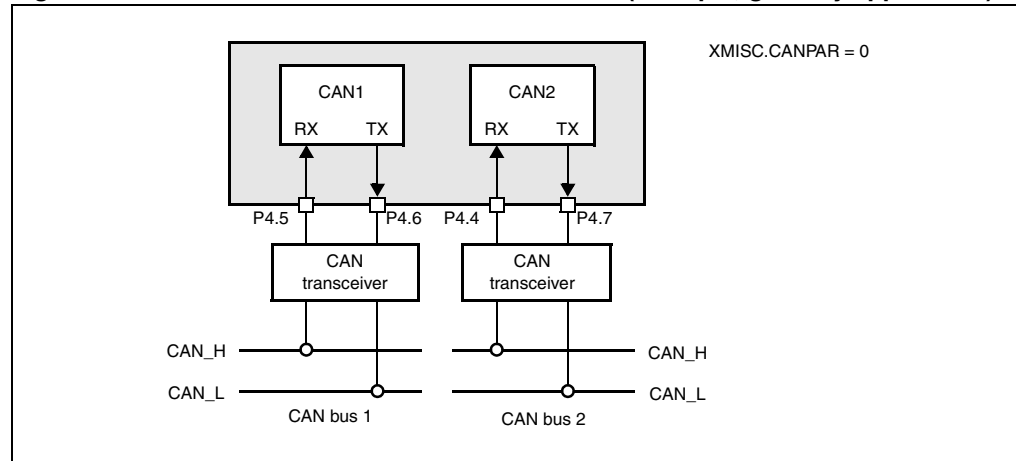 XMISC.CANPAR = 0
CAN1
CAN2
RX TX
RX TX
P4.5
P4.6
P4.4
P4.7
CAN
transceiver
CAN
transceiver
CAN_H
CAN_H
CAN_L
CAN_L
CAN bus 1
CAN bus 2